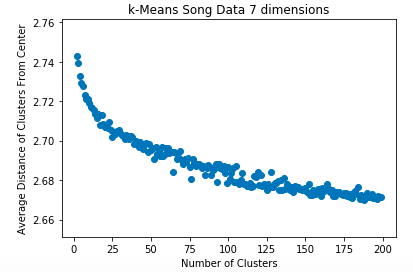 k-Means Song Data 7 dimensions
Average Distance of Clusters From Center
2.76
2.74
2.72
2.70
2.68
2.66
0 25 50 75 100 125 150 175 200
Number of Clusters